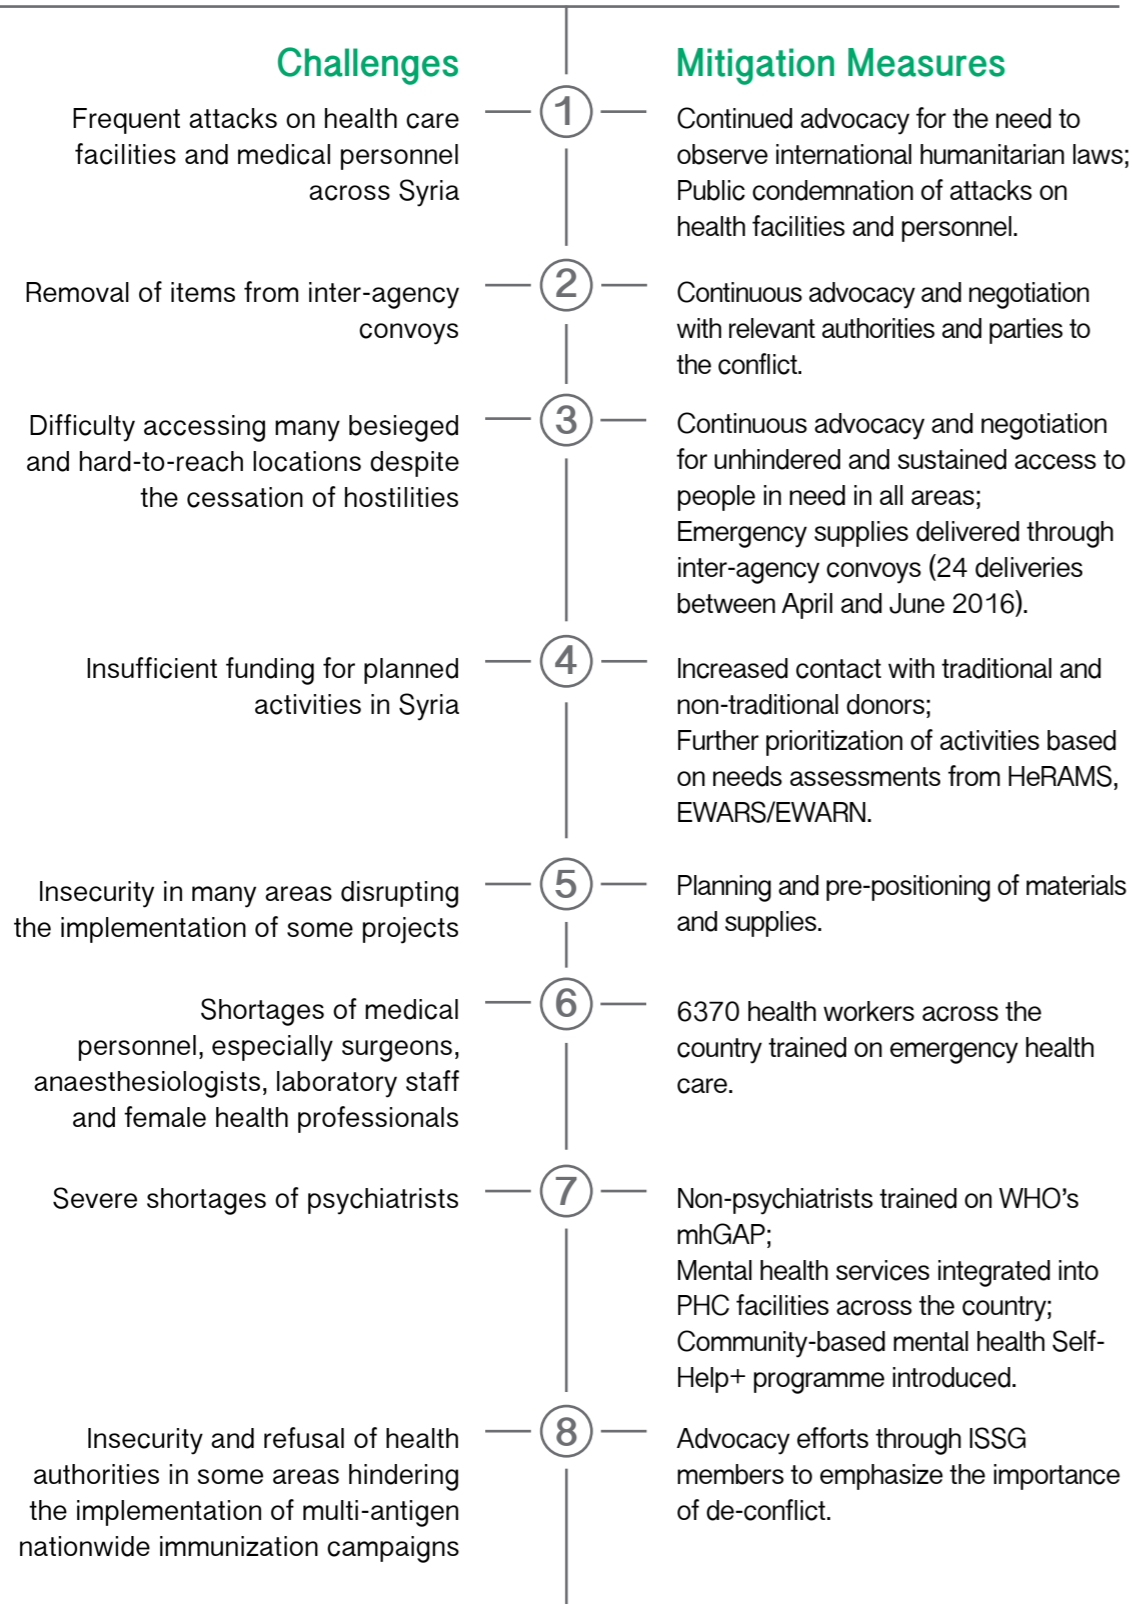 Challenges
Mitigation Measures
Frequent attacks on health care
facilities and medical personnel
across Syria
1
Continued advocacy for the need to
observe international humanitarian laws;
Public condemnation of attacks on
health facilities and personnel.
Removal of items from inter-agency
convoys
2
Continuous advocacy and negotiation
with relevant authorities and parties to
the conflict.
Difficulty accessing many besieged
and hard-to-reach locations despite
the cessation of hostilities
3
Continuous advocacy and negotiation
for unhindered and sustained access to
people in need in all areas;
Emergency supplies delivered through
inter-agency convoys (24 deliveries
between April and June 2016).
Insufficient funding for planned
activities in Syria
4
Increased contact with traditional and
non-traditional donors;
Further prioritization of activities based
on needs assessments from HeRAMS,
EWARS/EWARN.
Insecurity in many areas disrupting
the implementation of some projects
5
Planning and pre-positioning of materials
and supplies.
Shortages of medical
personnel, especially surgeons,
anaesthesiologists, laboratory staff
and female health professionals
6
6370 health workers across the
country trained on emergency health
care.
Severe shortages of psychiatrists
7
Non-psychiatrists trained on WHO’s
mhGAP;
Mental health services integrated into
PHC facilities across the country;
Community-based mental health Self-
Help+ programme introduced.
Insecurity and refusal of health
authorities in some areas hindering
the implementation of multi-antigen
nationwide immunization campaigns
8
Advocacy efforts through ISSG
members to emphasize the importance
of de-conflict.